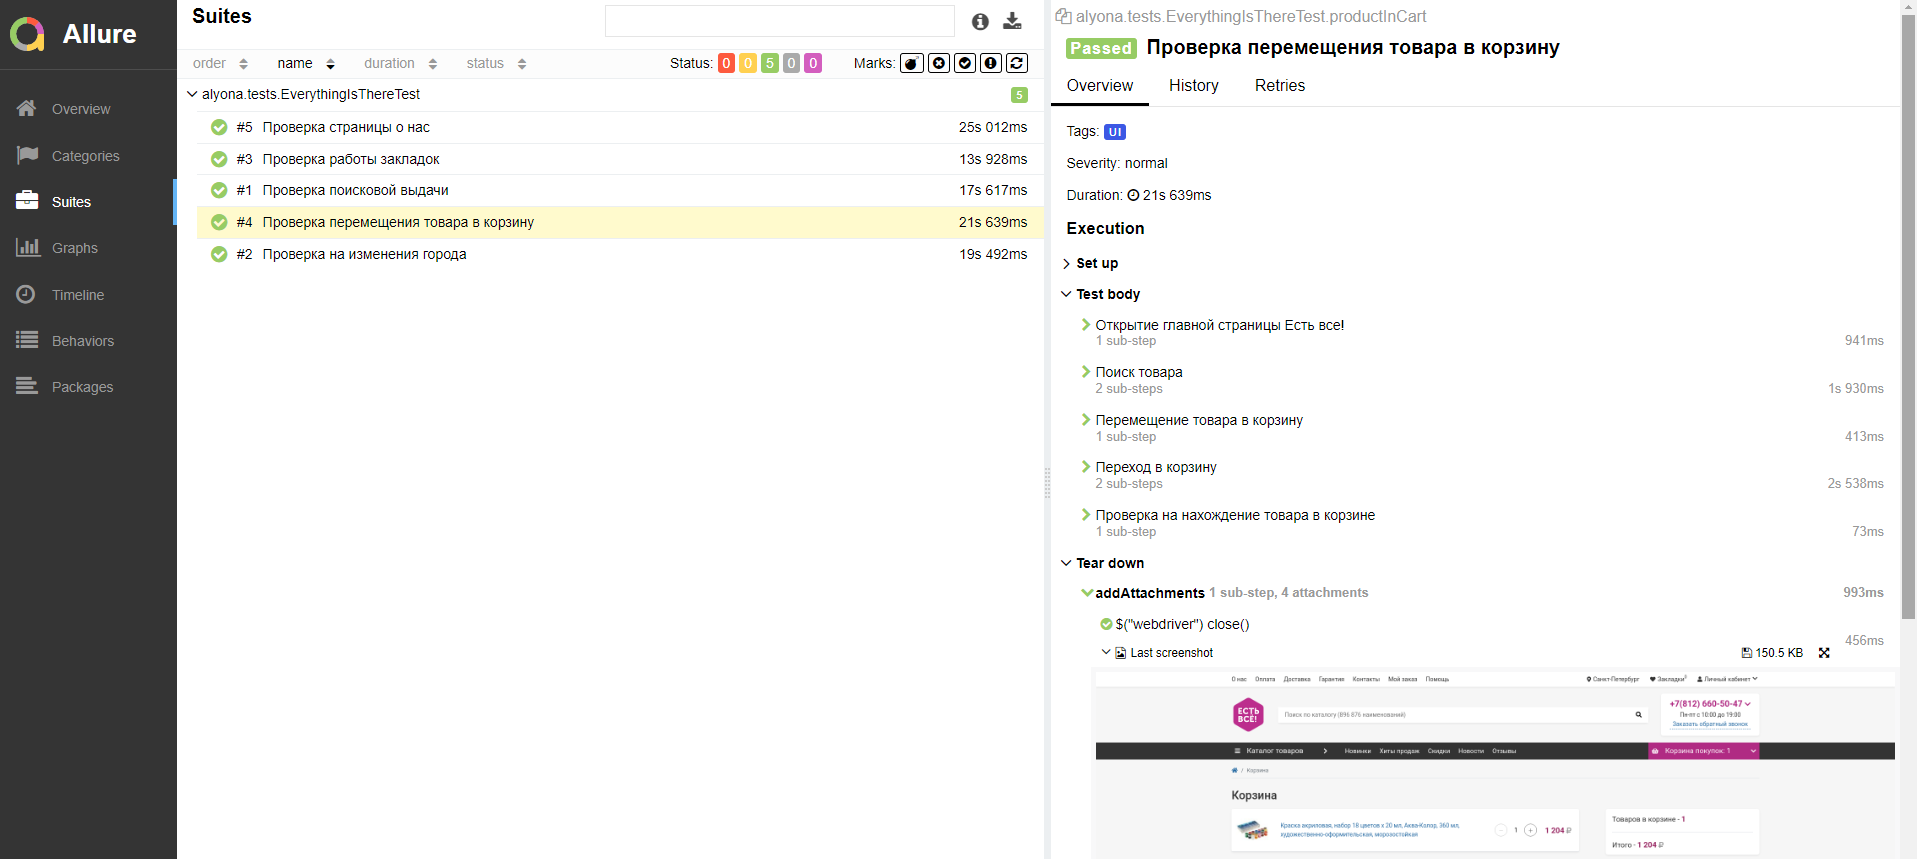 Allure
Overview
Categories
Suites
Graphs
Timeline
Behaviors
Packages
Suites
order name duration status Status: 0 0 5 0 0 Marks:
alyona.tests.EverythingIsThereTest 5
#5 Проверка страницы о нас 25s 012ms
#3 Проверка работы закладок 13s 928ms
#1 Проверка поисковой выдачи 17s 617ms
#4 Проверка перемещения товара в корзину 21s 639ms
#2 Проверка на изменения города 19s 492ms
alyona.tests.EverythingIsThereTest.productInCart
Passed Проверка перемещения товара в корзину
Overview History Retries
Tags: UI
Severity: normal
Duration: 21s 639ms
Execution
Set up
Test body
Открытие главной страницы Есть все!
1 sub-step 941ms
Поиск товара
2 sub-steps 1s 930ms
Перемещение товара в корзину
1 sub-step 413ms
Переход в корзину
2 sub-steps 2s 538ms
Проверка на нахождение товара в корзине
1 sub-step 73ms
Tear down
addAttachments 1 sub-step, 4 attachments 993ms
$("webdriver") close()
456ms
Last screenshot 150.5 KB
О нас Оплата Доставка Гарантия Контакты Мой заказ Помощь Санкт-Петербург Закладки Личный кабинет
ЕСТЬ ВСЁ!
Поиск по каталогу (896 876 наименований)
+7(812) 660-50-47
Пн-пт с 10:00 до 19:00
Заказать обратный звонок
Каталог товаров Новинки Хиты продаж Скидки Новости Отзывы Корзина покупок: 1
/ Корзина
Корзина
Краска акриловая, набор 18 цветов х 20 мл, Аква-Колор, 360 мл,
художественно-оформительская, морозостойкая
1 1 204 ₽
Товаров в корзине - 1
Итого - 1 204 ₽